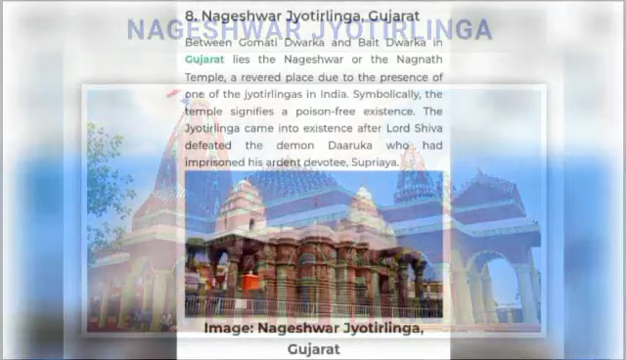 8. Nageshwar Jyotirlinga, Gujarat
NAGESHWAR JYOTIRLINGA
Between Gomati Dwarka and Bait Dwarka in
Gujarat lies the Nageshwar or the Nagnath
Temple, a revered place due to the presence of
one of the jyotirlingas in India. Symbolically, the
temple signifies a poison-free existence. The
Jyotirlinga came into existence after Lord Shiva
defeated the demon Daaruka who had
imprisoned his ardent devotee, Supriaya.
Image: Nageshwar Jyotirlinga,
Gujarat